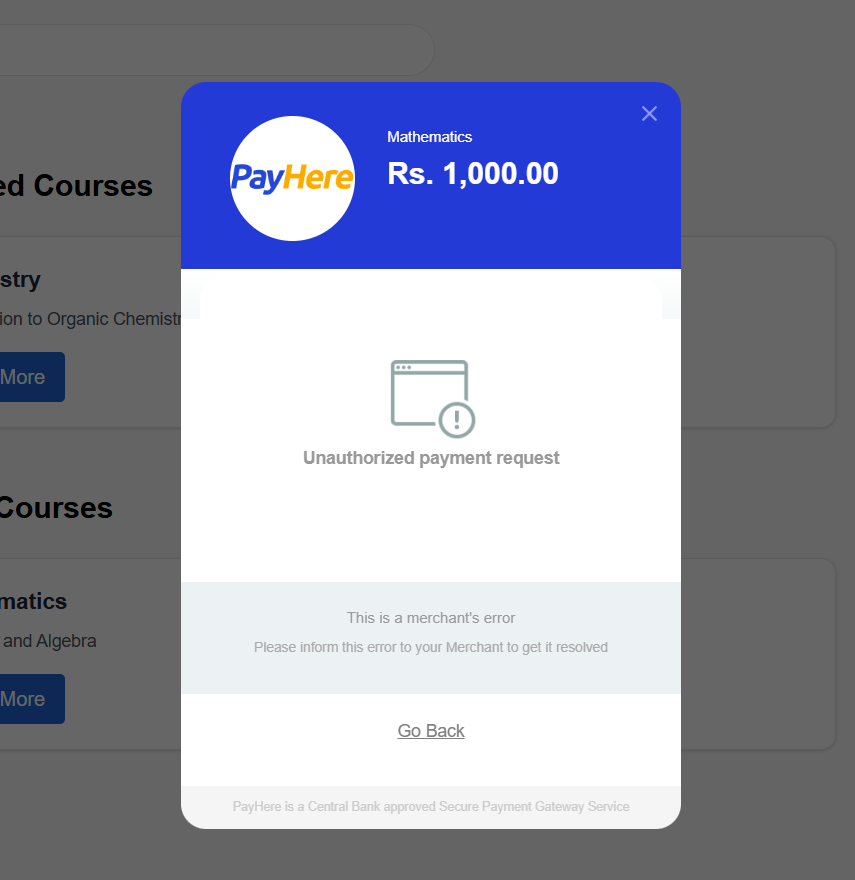 Mathematics
PayHere
Rs. 1,000.00
ed Courses
stry
ion to Organic Chemistr
More
Unauthorized payment request
Courses
matics
This is a merchant's error
and Algebra
Please inform this error to your Merchant to get it resolved
More
Go Back
PayHere is a Central Bank approved Secure Payment Gateway Service